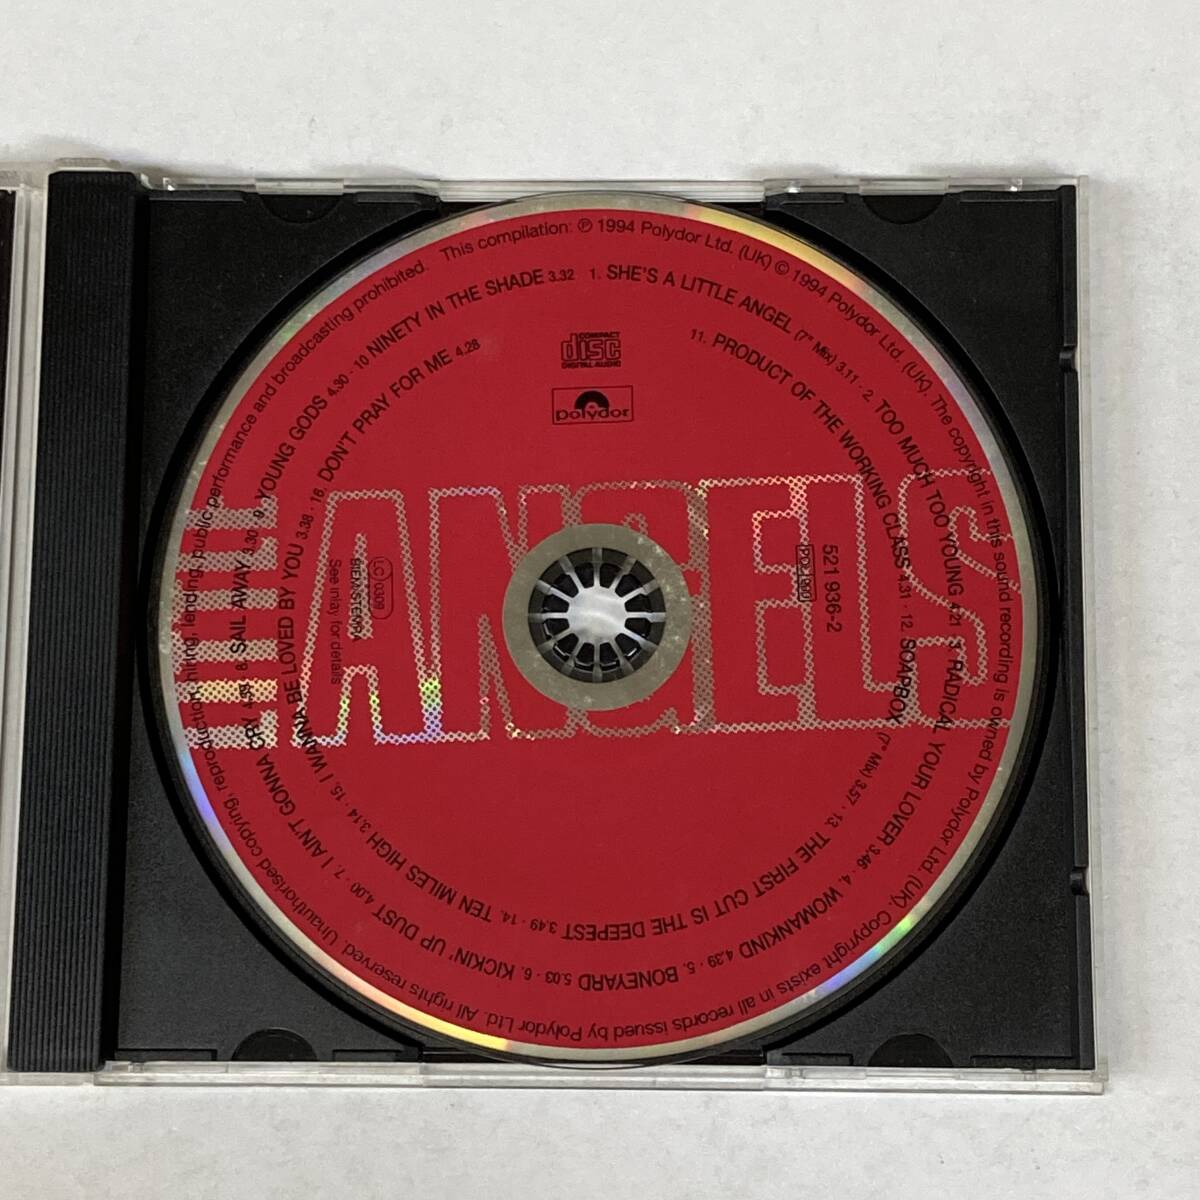 This compilation: ℗ 1994 Polydor Ltd. (UK) © 1994 Polydor Ltd. (UK). The copyright in this sound recording is owned by Polydor Ltd. (UK). Copyright exists in all records issued by Polydor Ltd. All rights reserved. Unauthorised copying, reproduction, hiring, lending, public performance and broadcasting prohibited.
1. SHE'S A LITTLE ANGEL (7" Mix) 3.11 · 2. TOO MUCH TOO YOUNG 4.21 · 3. RADICAL YOUR LOVER 3.46 · 4. WOMANKIND 4.39 · 5. BONEYARD 5.03 · 6. KICKIN' UP DUST 4.00 · 7. I AIN'T GONNA CRY 4.59 · 8. SAIL AWAY 3.30 · 9. YOUNG GODS 4.30 · 10 NINETY IN THE SHADE 3.32
11. PRODUCT OF THE WORKING CLASS 4.31 · 12. SOAPBOX (7" Mix) 3.57 · 13. THE FIRST CUT IS THE DEEPEST 3.49 · 14. TEN MILES HIGH 3.14 · 15. I WANNA BE LOVED BY YOU 3.38 · 16. DON'T PRAY FOR ME 4.28
COMPACT
disc
DIGITAL AUDIO
polydor
ANGELS
521 936-2
LC 0309
BIEM/STEMRA
See inlay for details